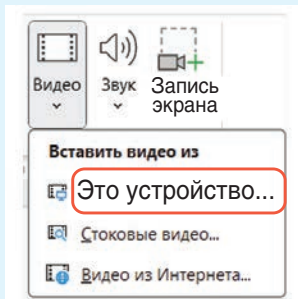 Видео
Звук
Запись
экрана
Вставить видео из
Это устройство...
Стоковые видео...
Видео из Интернета...